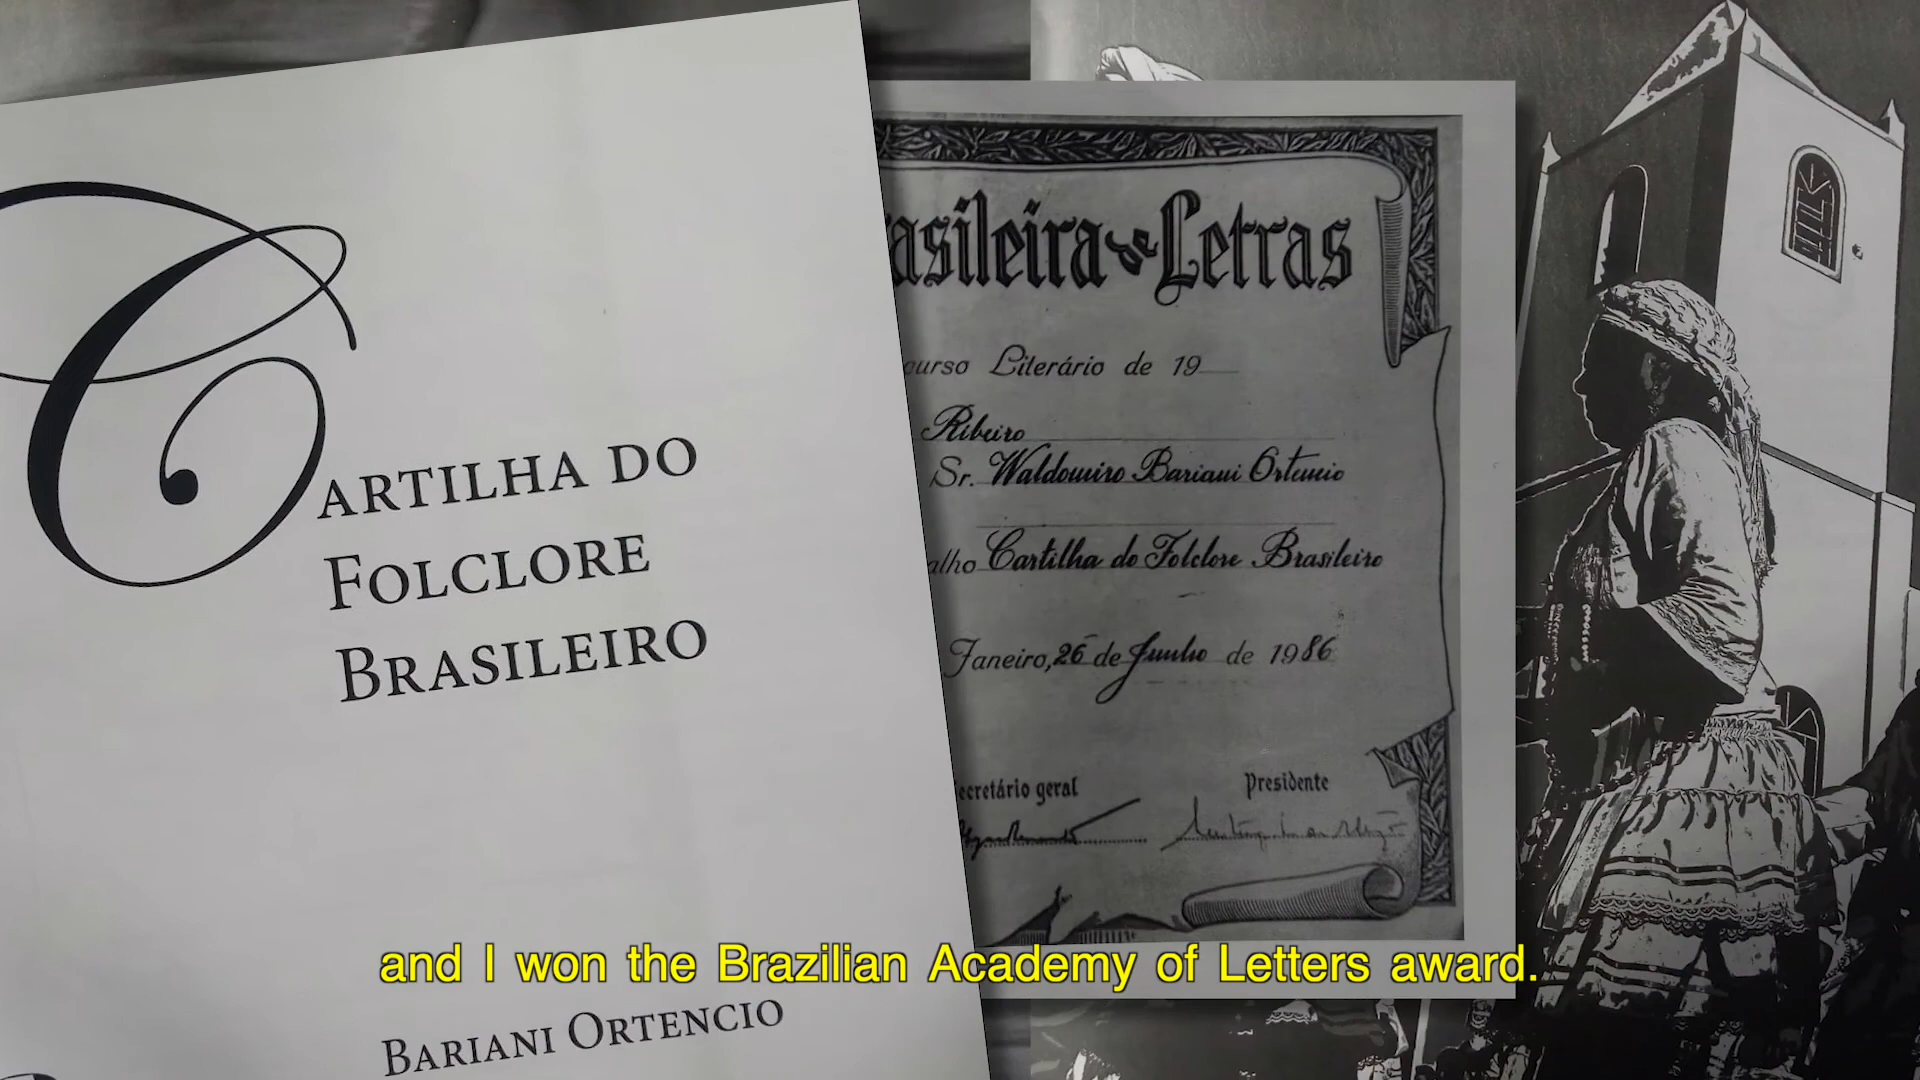 CARTILHA DO
FOLCLORE
BRASILEIRO
BARIANI ORTENCIO
asileira de Letras
curso Literário de 19
Ribeiro
Sr. Waldomiro Bariani Ortencio
alho Cartilha do Folclore Brasileiro
Janeiro, 26 de Junho de 1986
ecretário geral
Presidente
and I won the Brazilian Academy of Letters award.